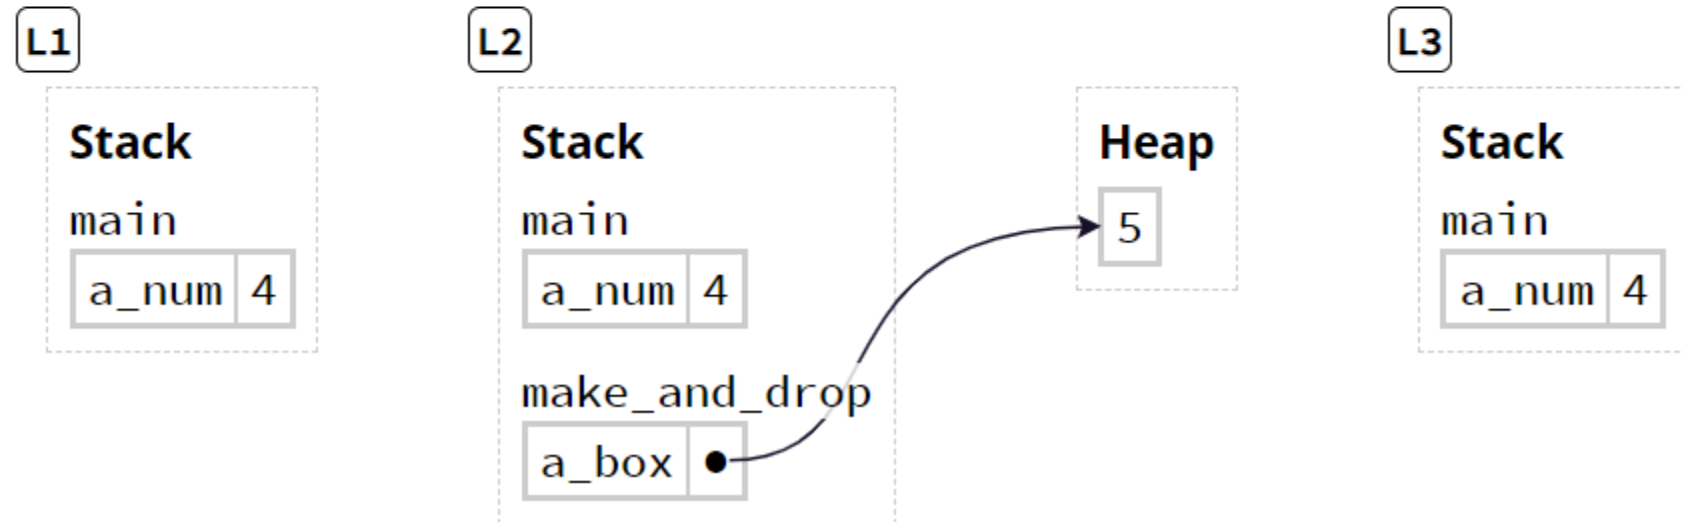 L1
Stack
main
a_num 4
L2
Stack
main
a_num 4
make_and_drop
a_box
Heap
5
L3
Stack
main
a_num 4